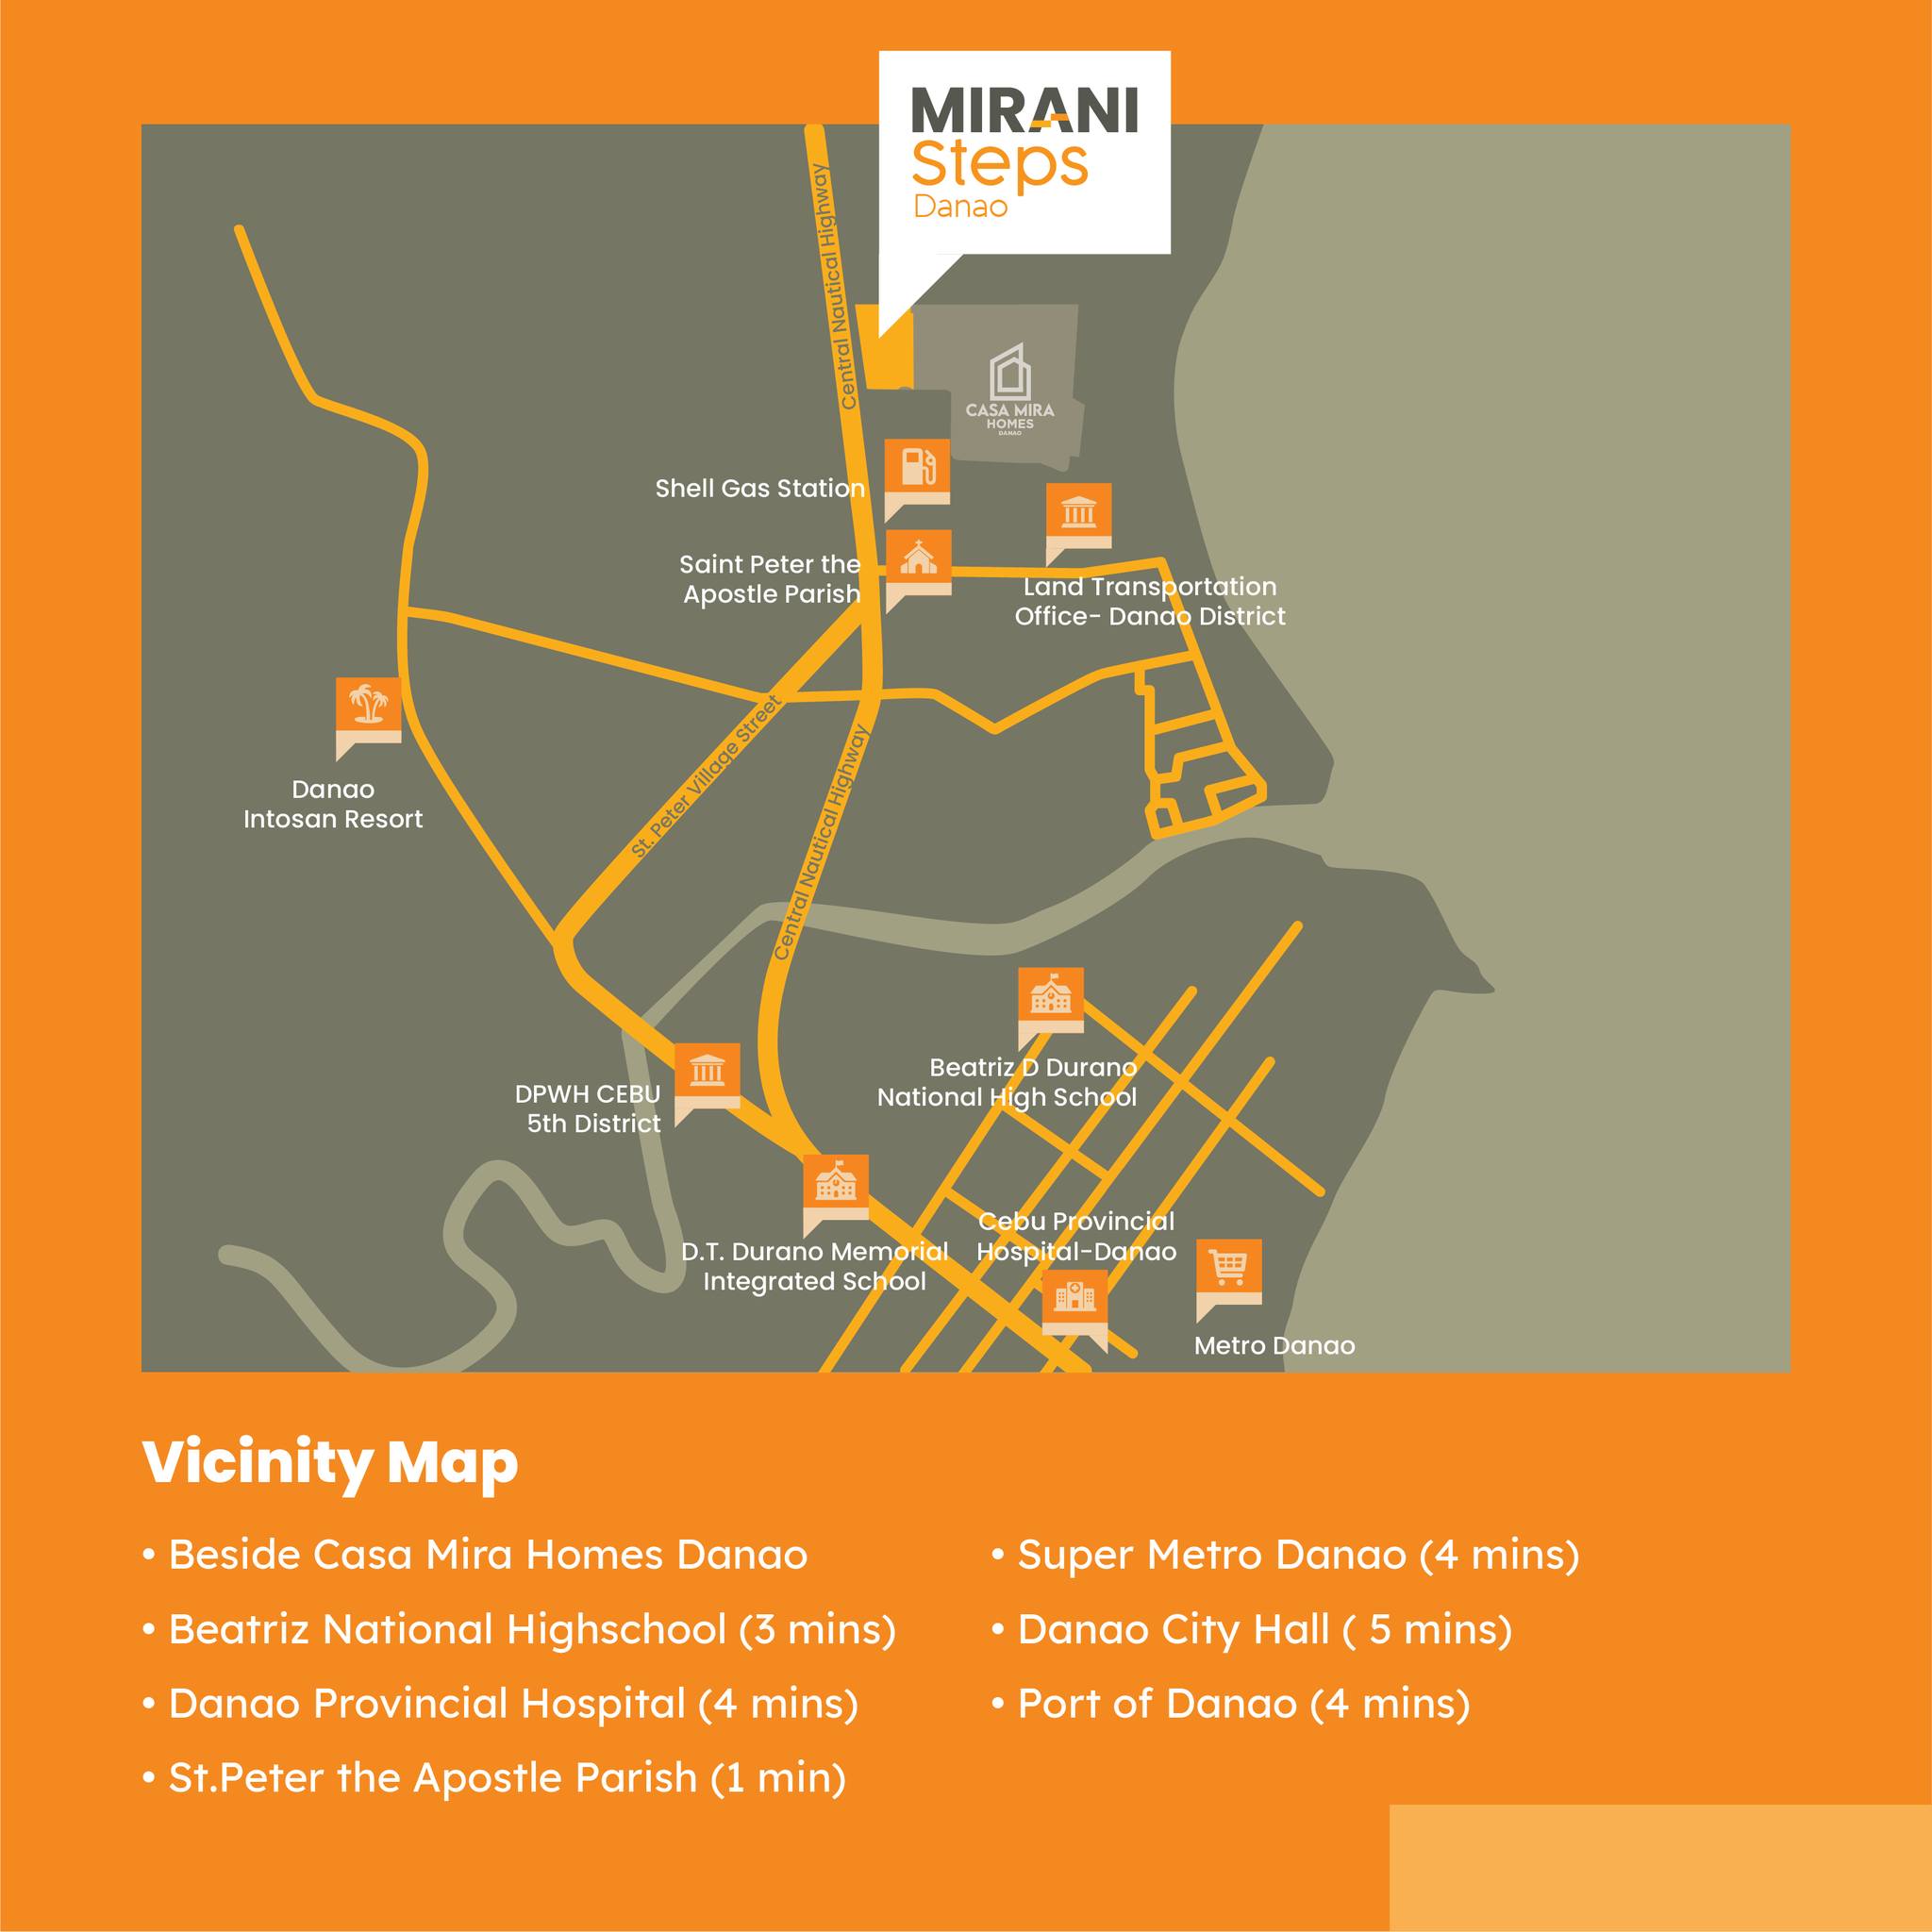 MIRANI
Steps
Danao
Central Nautical Highway
CASA MIRA
HOMES
DANAO
Shell Gas Station
Saint Peter the
Apostle Parish
Land Transportation
Office- Danao District
Danao
Intosan Resort
St. Peter Village Street
Central Nautical Highway
Beatriz D Durano
National High School
DPWH CEBU
5th District
Cebu Provincial
Hospital-Danao
D.T. Durano Memorial
Integrated School
Metro Danao
Vicinity Map
• Beside Casa Mira Homes Danao
• Beatriz National Highschool (3 mins)
• Danao Provincial Hospital (4 mins)
• St.Peter the Apostle Parish (1 min)
• Super Metro Danao (4 mins)
• Danao City Hall ( 5 mins)
• Port of Danao (4 mins)